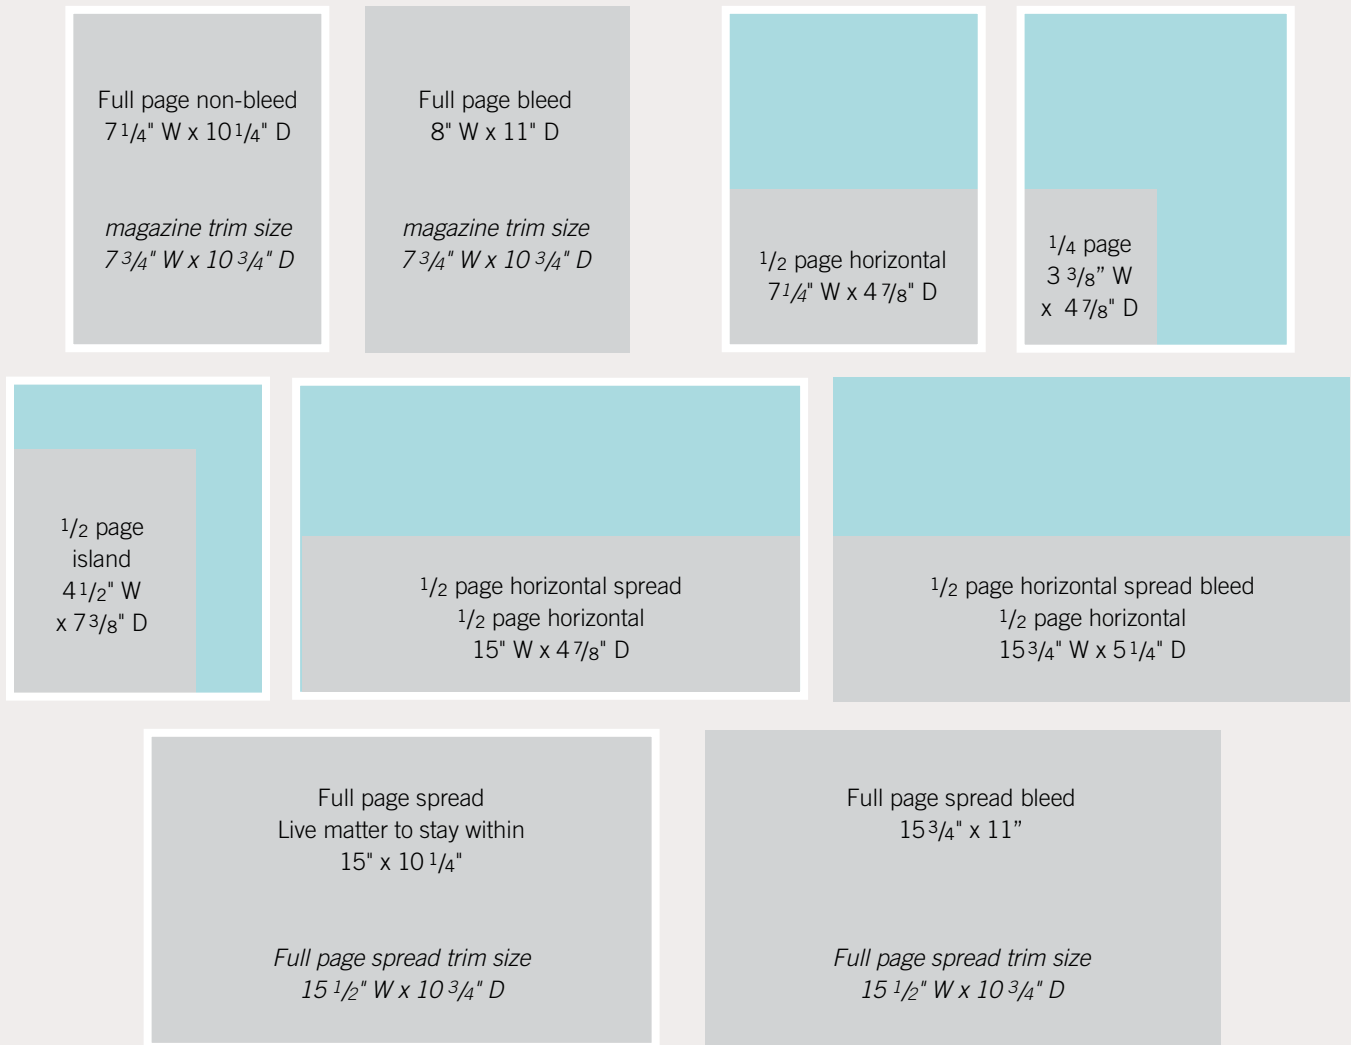 Full page non-bleed
7 1/4" W x 10 1/4" D
magazine trim size
7 3/4" W x 10 3/4" D
Full page bleed
8" W x 11" D
magazine trim size
7 3/4" W x 10 3/4" D
1/2 page horizontal
7 1/4" W x 4 7/8" D
1/4 page
3 3/8” W
x 4 7/8" D
1/2 page
island
4 1/2" W
x 7 3/8" D
1/2 page horizontal spread
1/2 page horizontal
15" W x 4 7/8" D
1/2 page horizontal spread bleed
1/2 page horizontal
15 3/4" W x 5 1/4" D
Full page spread
Live matter to stay within
15" x 10 1/4"
Full page spread trim size
15 1/2" W x 10 3/4" D
Full page spread bleed
15 3/4" x 11”
Full page spread trim size
15 1/2" W x 10 3/4" D